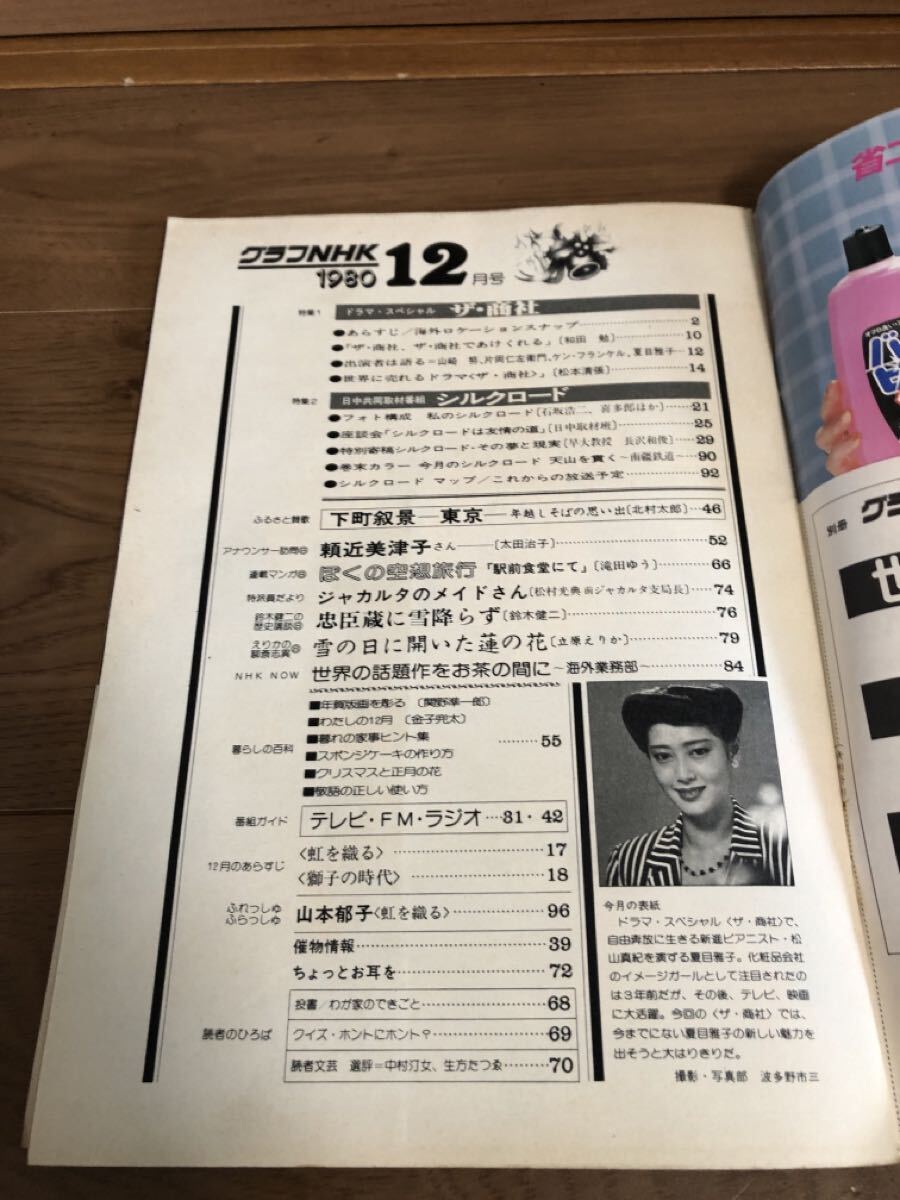 グラフNHK
1980 12月号
特集1 ドラマ・スペシャル ザ・商社
●あらすじ/海外ロケーションスナップ……2
●「ザ・商社、ザ・商社であけくれる」〔和田 勉〕……10
●出演者は語る=山崎 努、片岡仁左衛門、ケン・フランケル、夏目雅子…12
●世界に売れるドラマ〈ザ・商社〉」〔松本清張〕……14
特集2 日中共同取材番組 シルクロード
●フォト構成 私のシルクロード〔石坂浩二、喜多郎ほか〕……21
●座談会「シルクロードは友情の道」〔日中取材班〕……25
●特別寄稿シルクロード・その夢と現実〔早大教授 長沢和俊〕……29
●巻末カラー 今月のシルクロード 天山を貫く〜南疆鉄道〜……90
●シルクロード マップ/これからの放送予定……92
ふるさと賛歌 下町叙景―東京―年越しそばの思い出〔北村太郎〕…46
アナウンサー訪問 頼近美津子さん――〔太田治子〕……52
連載マンガ ぼくの空想旅行「駅前食堂にて」〔滝田ゆう〕……66
特派員だより ジャカルタのメイドさん〔松村光典 前ジャカルタ支局長〕……74
鈴木健二の歴史講談 忠臣蔵に雪降らず〔鈴木健二〕……76
えりかの 雪の日に開いた蓮の花〔立原えりか〕……79
NHK NOW 世界の話題作をお茶の間に〜海外業務部〜……84
暮らしの百科
■年賀版画を彫る 〔関野凖一郎〕
■わたしの12月 〔金子兜太〕
■暮れの家事ヒント集
■スポンジケーキの作り方
■クリスマスと正月の花
■敬語の正しい使い方
………55
番組ガイド テレビ・FM・ラジオ…31・42
12月のあらすじ
〈虹を織る〉……17
〈獅子の時代〉……18
ふれっしゅ
ふらっしゅ
山本郁子〈虹を織る〉……96
催物情報……39
ちょっとお耳を……72
読者のひろば
投書/わが家のできごと……68
クイズ・ホントにホント?……69
読者文芸 選評=中村汀女、生方たつゑ……70
今月の表紙
ドラマ・スペシャル〈ザ・商社〉で、
自由奔放に生きる新進ピアニスト・松
山真紀を演ずる夏目雅子。化粧品会社
のイメージガールとして注目されたの
は3年前だが、その後、テレビ、映画
に大活躍。今回の〈ザ・商社〉では、
今までにない夏目雅子の新しい魅力を
出そうと大はりきりだ。
撮影・写真部 波多野市三
別冊 グラフ